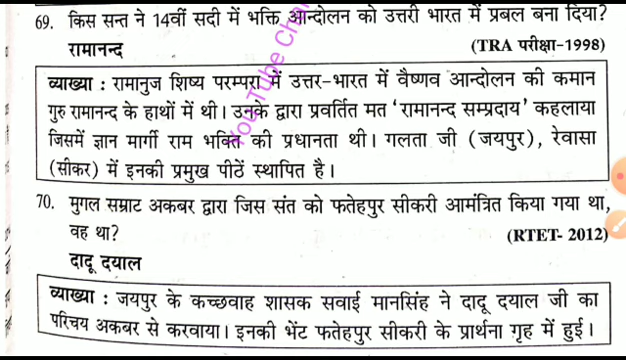 69. किस सन्त ने 14वीं सदी में भक्ति आन्दोलन को उत्तरी भारत में प्रबल बना दिया?
रामानन्द (TRA परीक्षा-1998)
व्याख्या : रामानुज शिष्य परम्परा में उत्तर-भारत में वैष्णव आन्दोलन की कमान
गुरु रामानन्द के हाथों में थी। उनके द्वारा प्रवर्तित मत ‘रामानन्द सम्प्रदाय’ कहलाया
जिसमें ज्ञान मार्गी राम भक्ति की प्रधानता थी। गलता जी (जयपुर), रेवासा
(सीकर) में इनकी प्रमुख पीठें स्थापित है।
70. मुगल सम्राट अकबर द्वारा जिस संत को फतेहपुर सीकरी आमंत्रित किया गया था,
वह था? (RTET- 2012)
दादू दयाल
व्याख्या : जयपुर के कच्छवाह शासक सवाई मानसिंह ने दादू दयाल जी का
परिचय अकबर से करवाया। इनकी भेंट फतेहपुर सीकरी के प्रार्थना गृह में हुई।
You Tube Chan